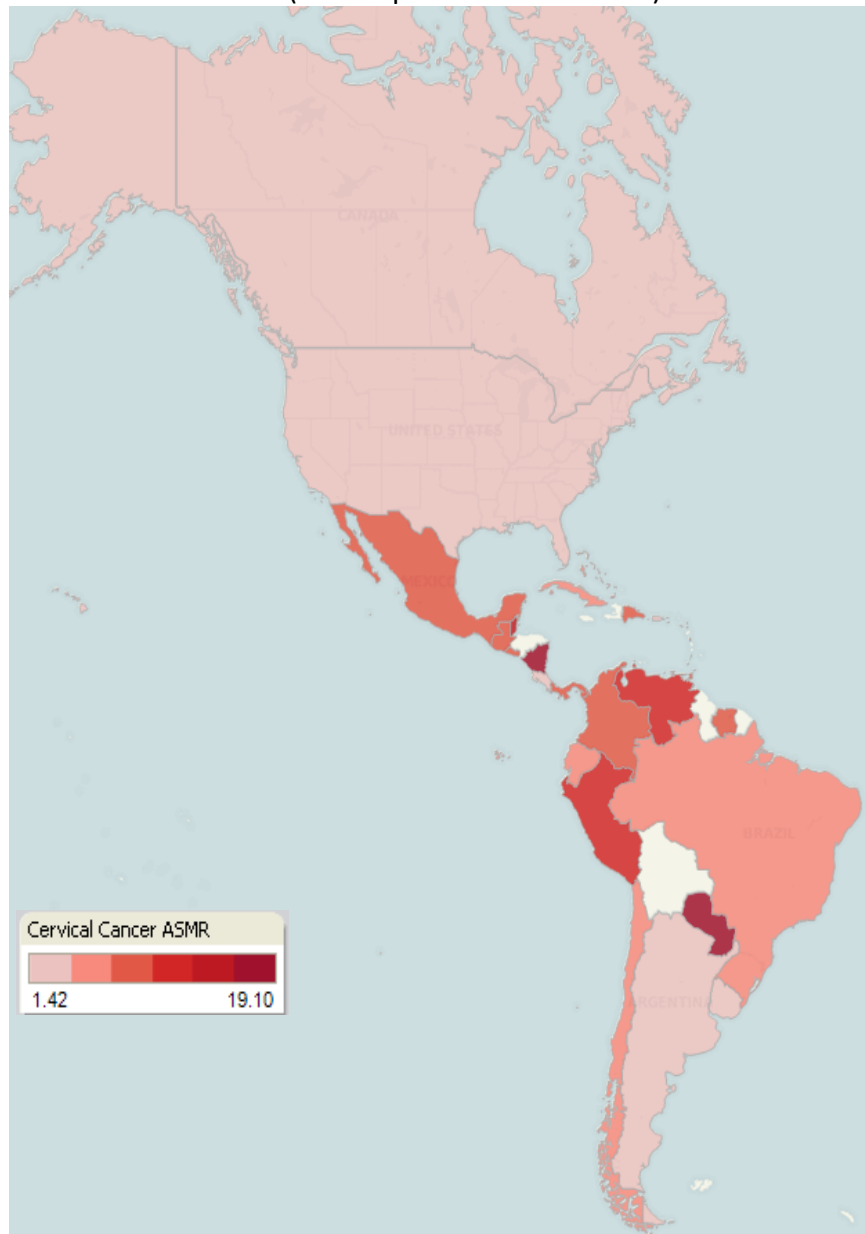 CANADA
UNITED STATES
MEXICO
BRAZIL
ARGENTINA
Cervical Cancer ASMR
1.42 19.10